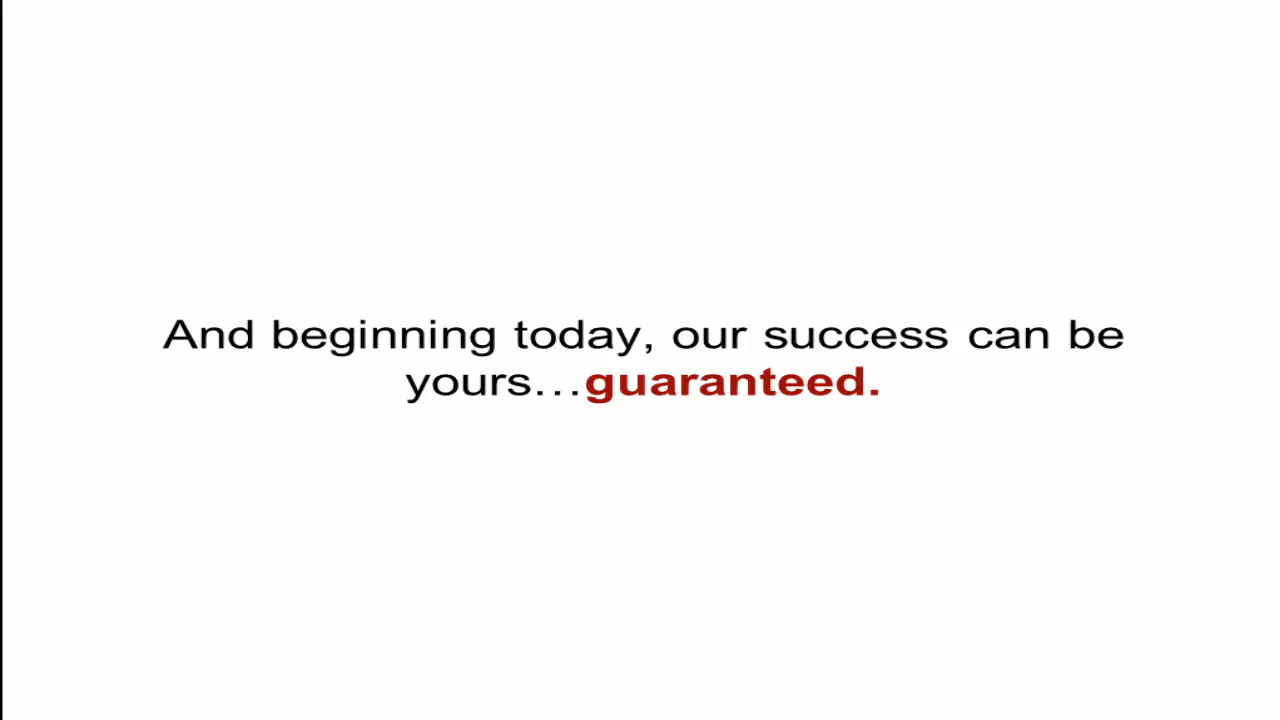 And beginning today, our success can be
yours…guaranteed.